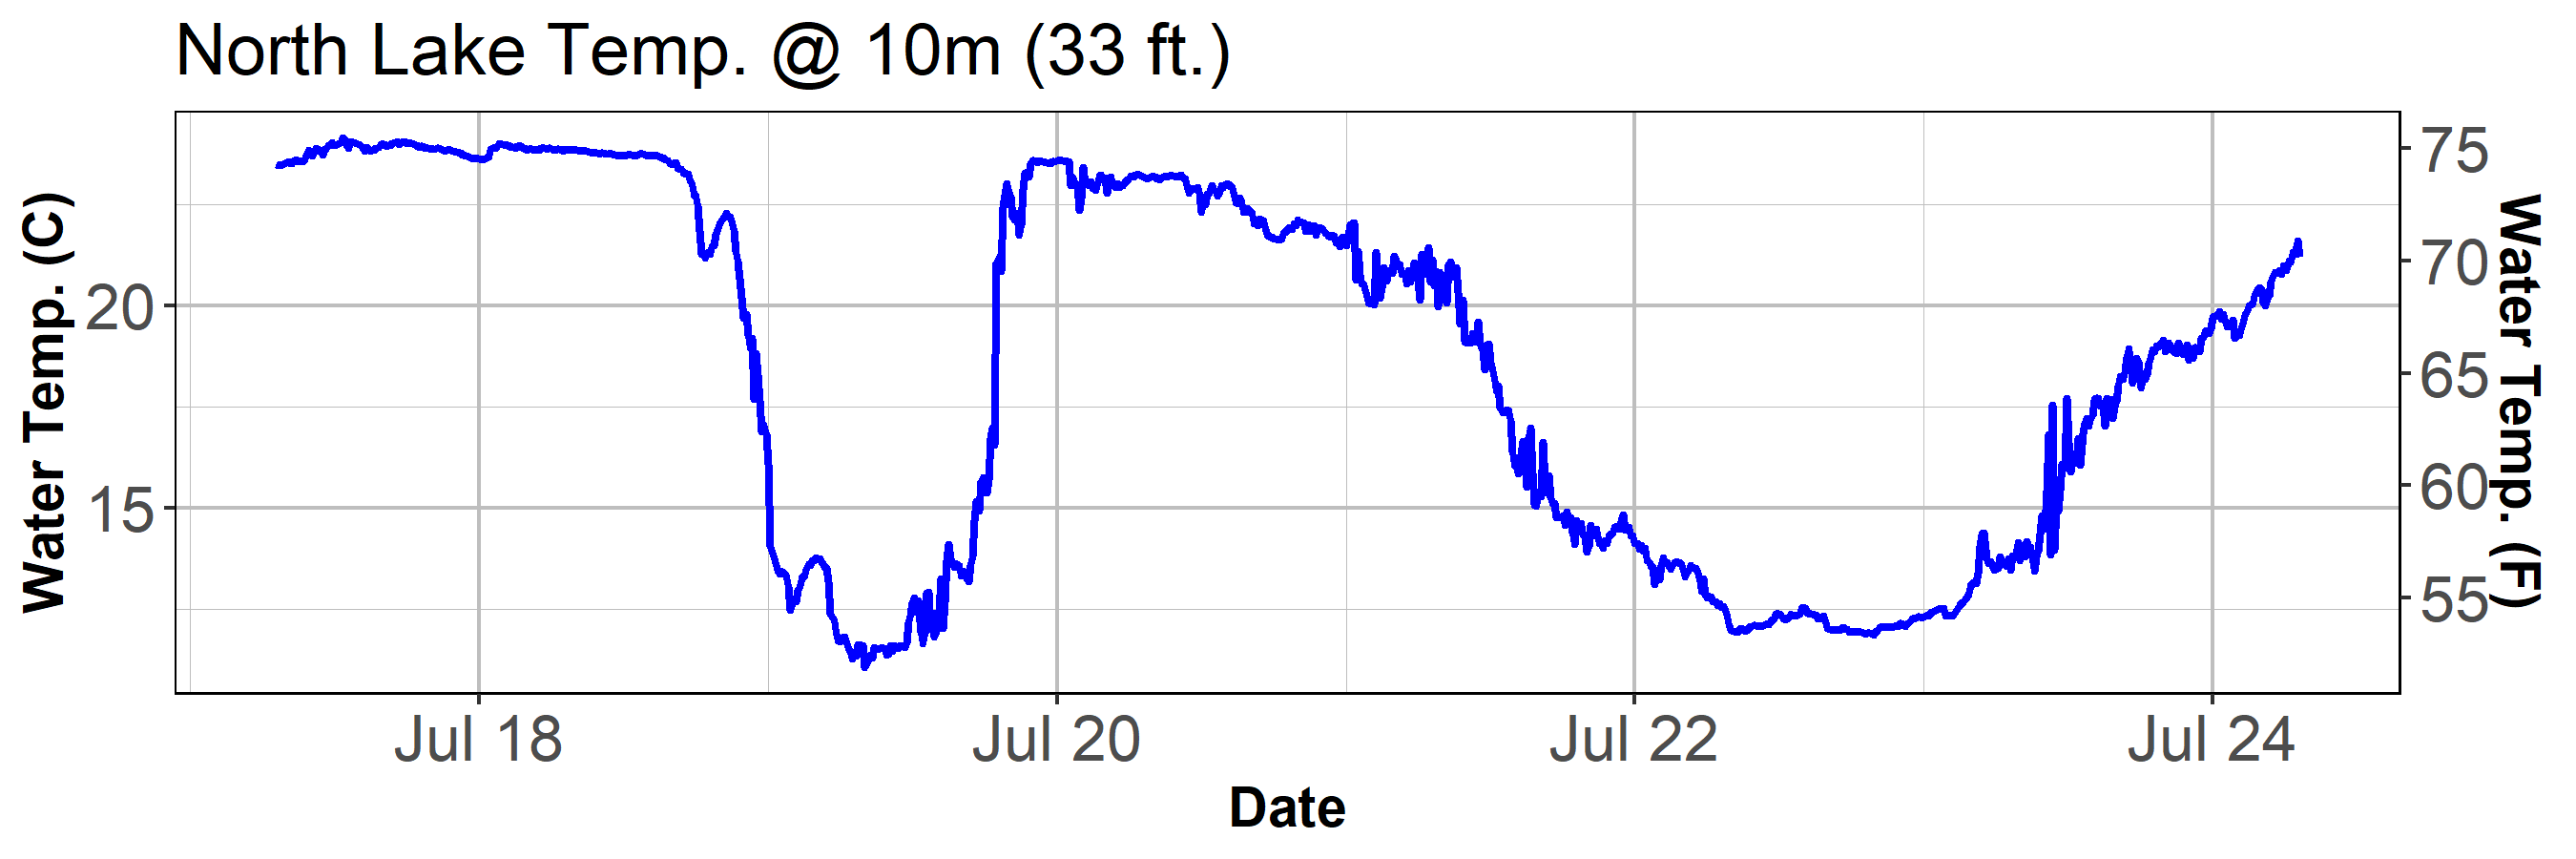 North Lake Temp. @ 10m (33 ft.)
Water Temp. (C)
20
15
75
70
65
60
55
Water Temp. (F)
Jul 18
Jul 20
Jul 22
Jul 24
Date